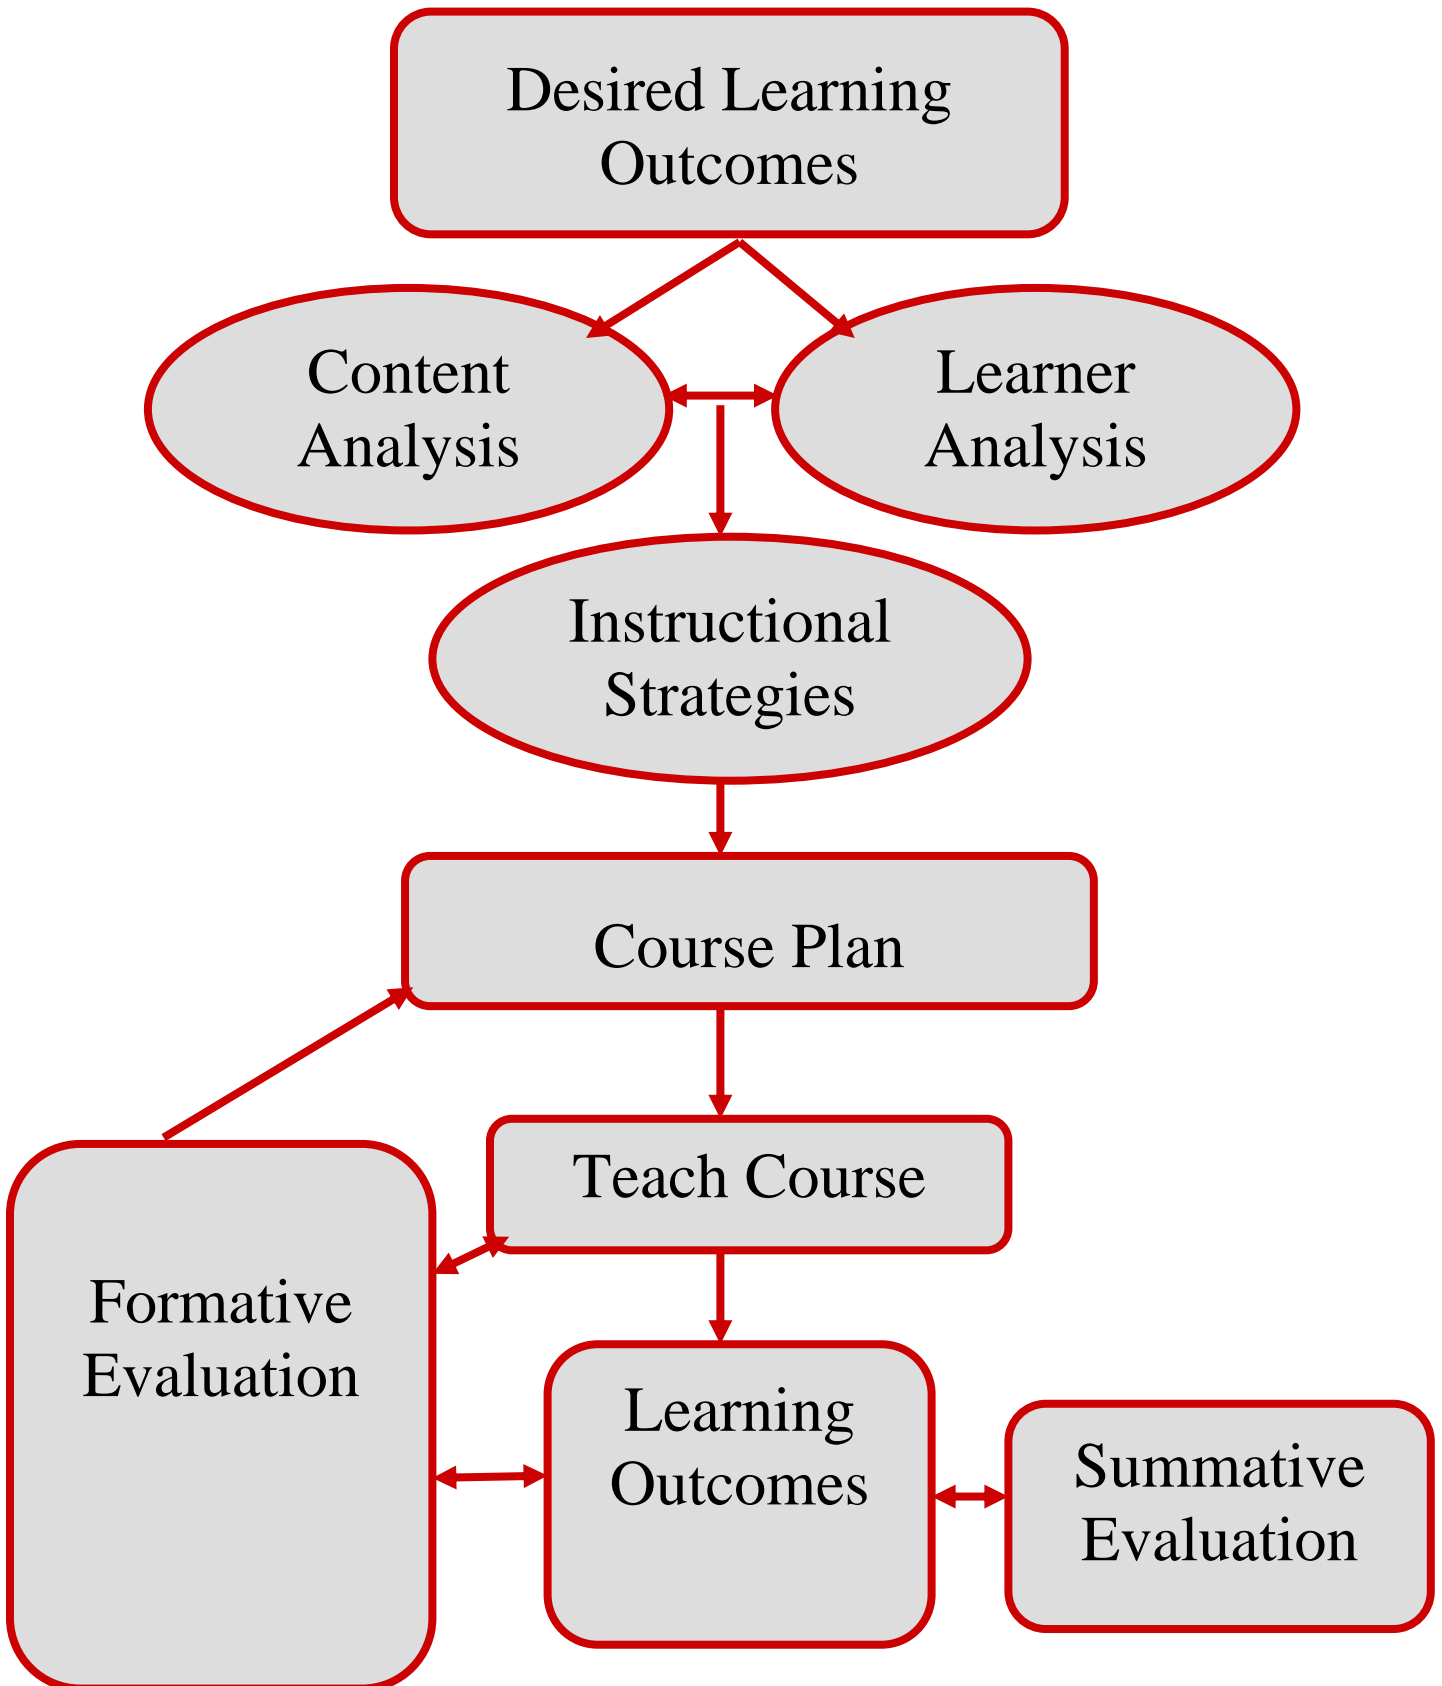 Desired Learning
Outcomes
Content
Analysis
Learner
Analysis
Instructional
Strategies
Course Plan
Teach Course
Formative
Evaluation
Learning
Outcomes
Summative
Evaluation